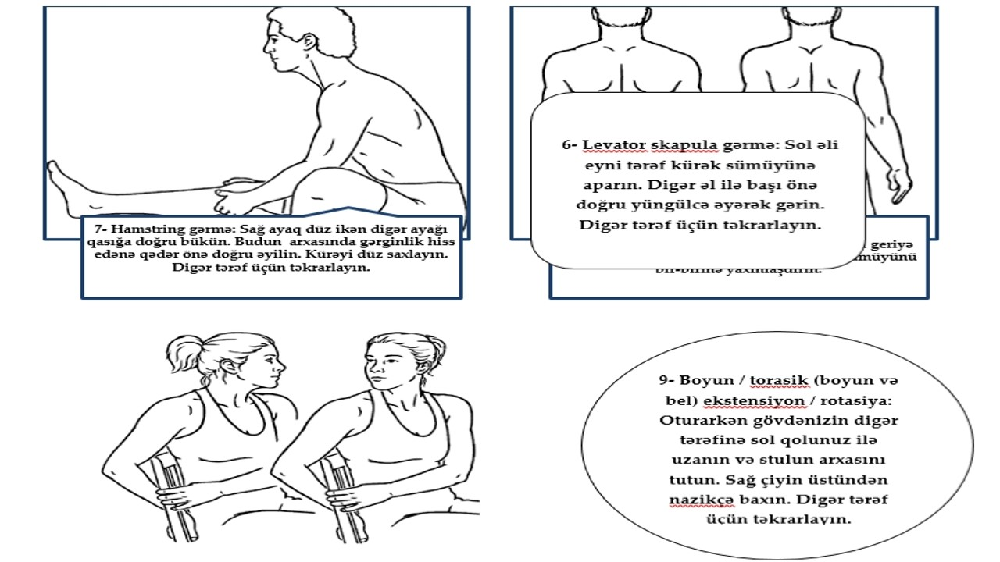 7- Hamstring gərmə: Sağ ayaq düz ikən digər ayağı
qasığa doğru bükün. Budun arxasında gərginlik hiss
edənə qədər önə doğru əyilin. Kürəyi düz saxlayın.
Digər tərəf üçün təkrarlayın.
6- Levator skapula gərmə: Sol əli
eyni tərəf kürək sümüyünə
aparın. Digər əl ilə başı önə
doğru yüngülcə əyərək gərin.
Digər tərəf üçün təkrarlayın.
geriyə
bir-birinə yaxınlaşdırın.
9- Boyun / torasik (boyun və
bel) ekstensiyon / rotasiya:
Oturarkən gövdənizin digər
tərəfinə sol qolunuz ilə
uzanın və stulun arxasını
tutun. Sağ çiyin üstündən
nazikçə baxın. Digər tərəf
üçün təkrarlayın.